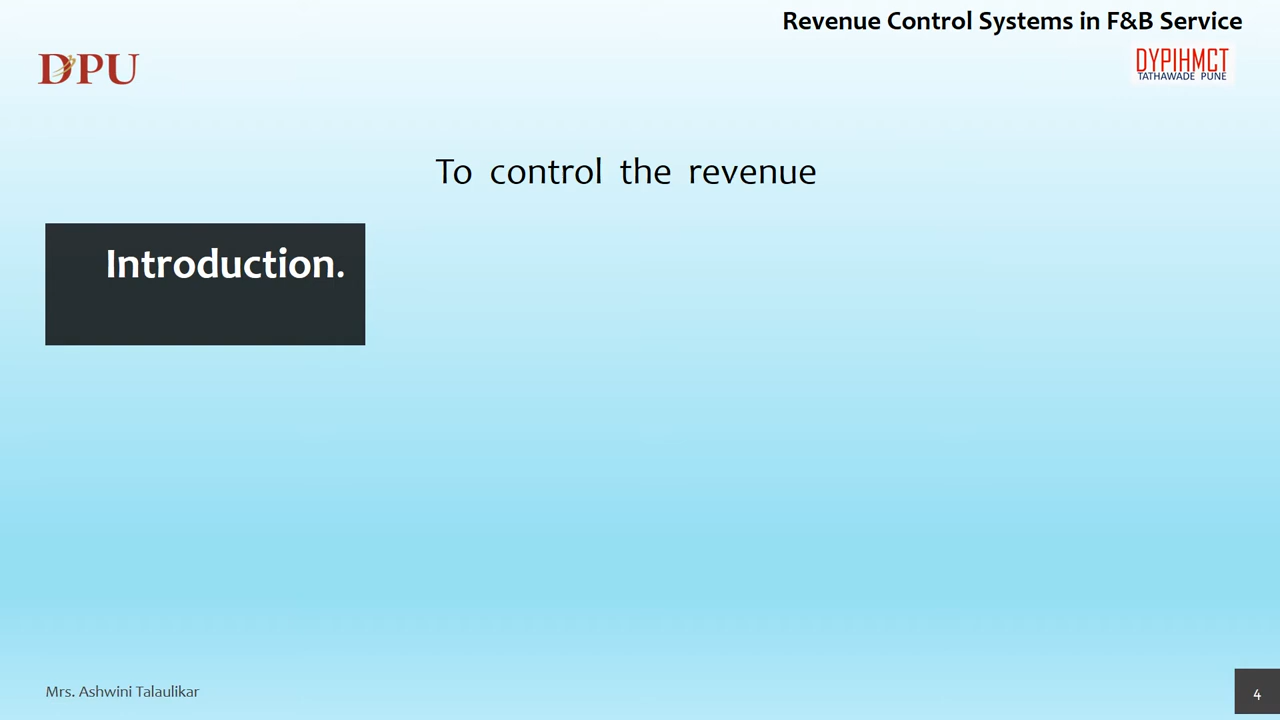 Revenue Control Systems in F&B Service
DPU
DYPIHMCT
TATHAWADE PUNE
To control the revenue
Introduction.
Mrs. Ashwini Talaulikar
4